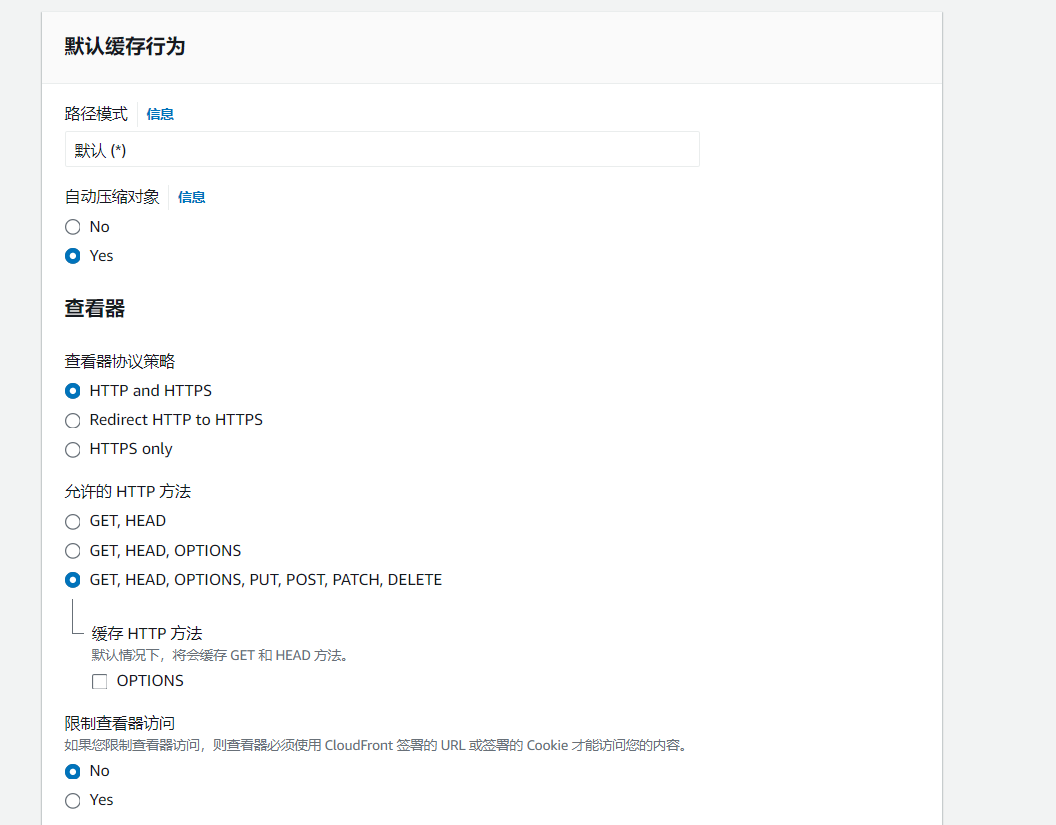 默认缓存行为
路径模式 信息
默认 (*)
自动压缩对象 信息
No
Yes
查看器
查看器协议策略
HTTP and HTTPS
Redirect HTTP to HTTPS
HTTPS only
允许的 HTTP 方法
GET, HEAD
GET, HEAD, OPTIONS
GET, HEAD, OPTIONS, PUT, POST, PATCH, DELETE
缓存 HTTP 方法
默认情况下，将会缓存 GET 和 HEAD 方法。
OPTIONS
限制查看器访问
如果您限制查看器访问，则查看器必须使用 CloudFront 签署的 URL 或签署的 Cookie 才能访问您的内容。
No
Yes